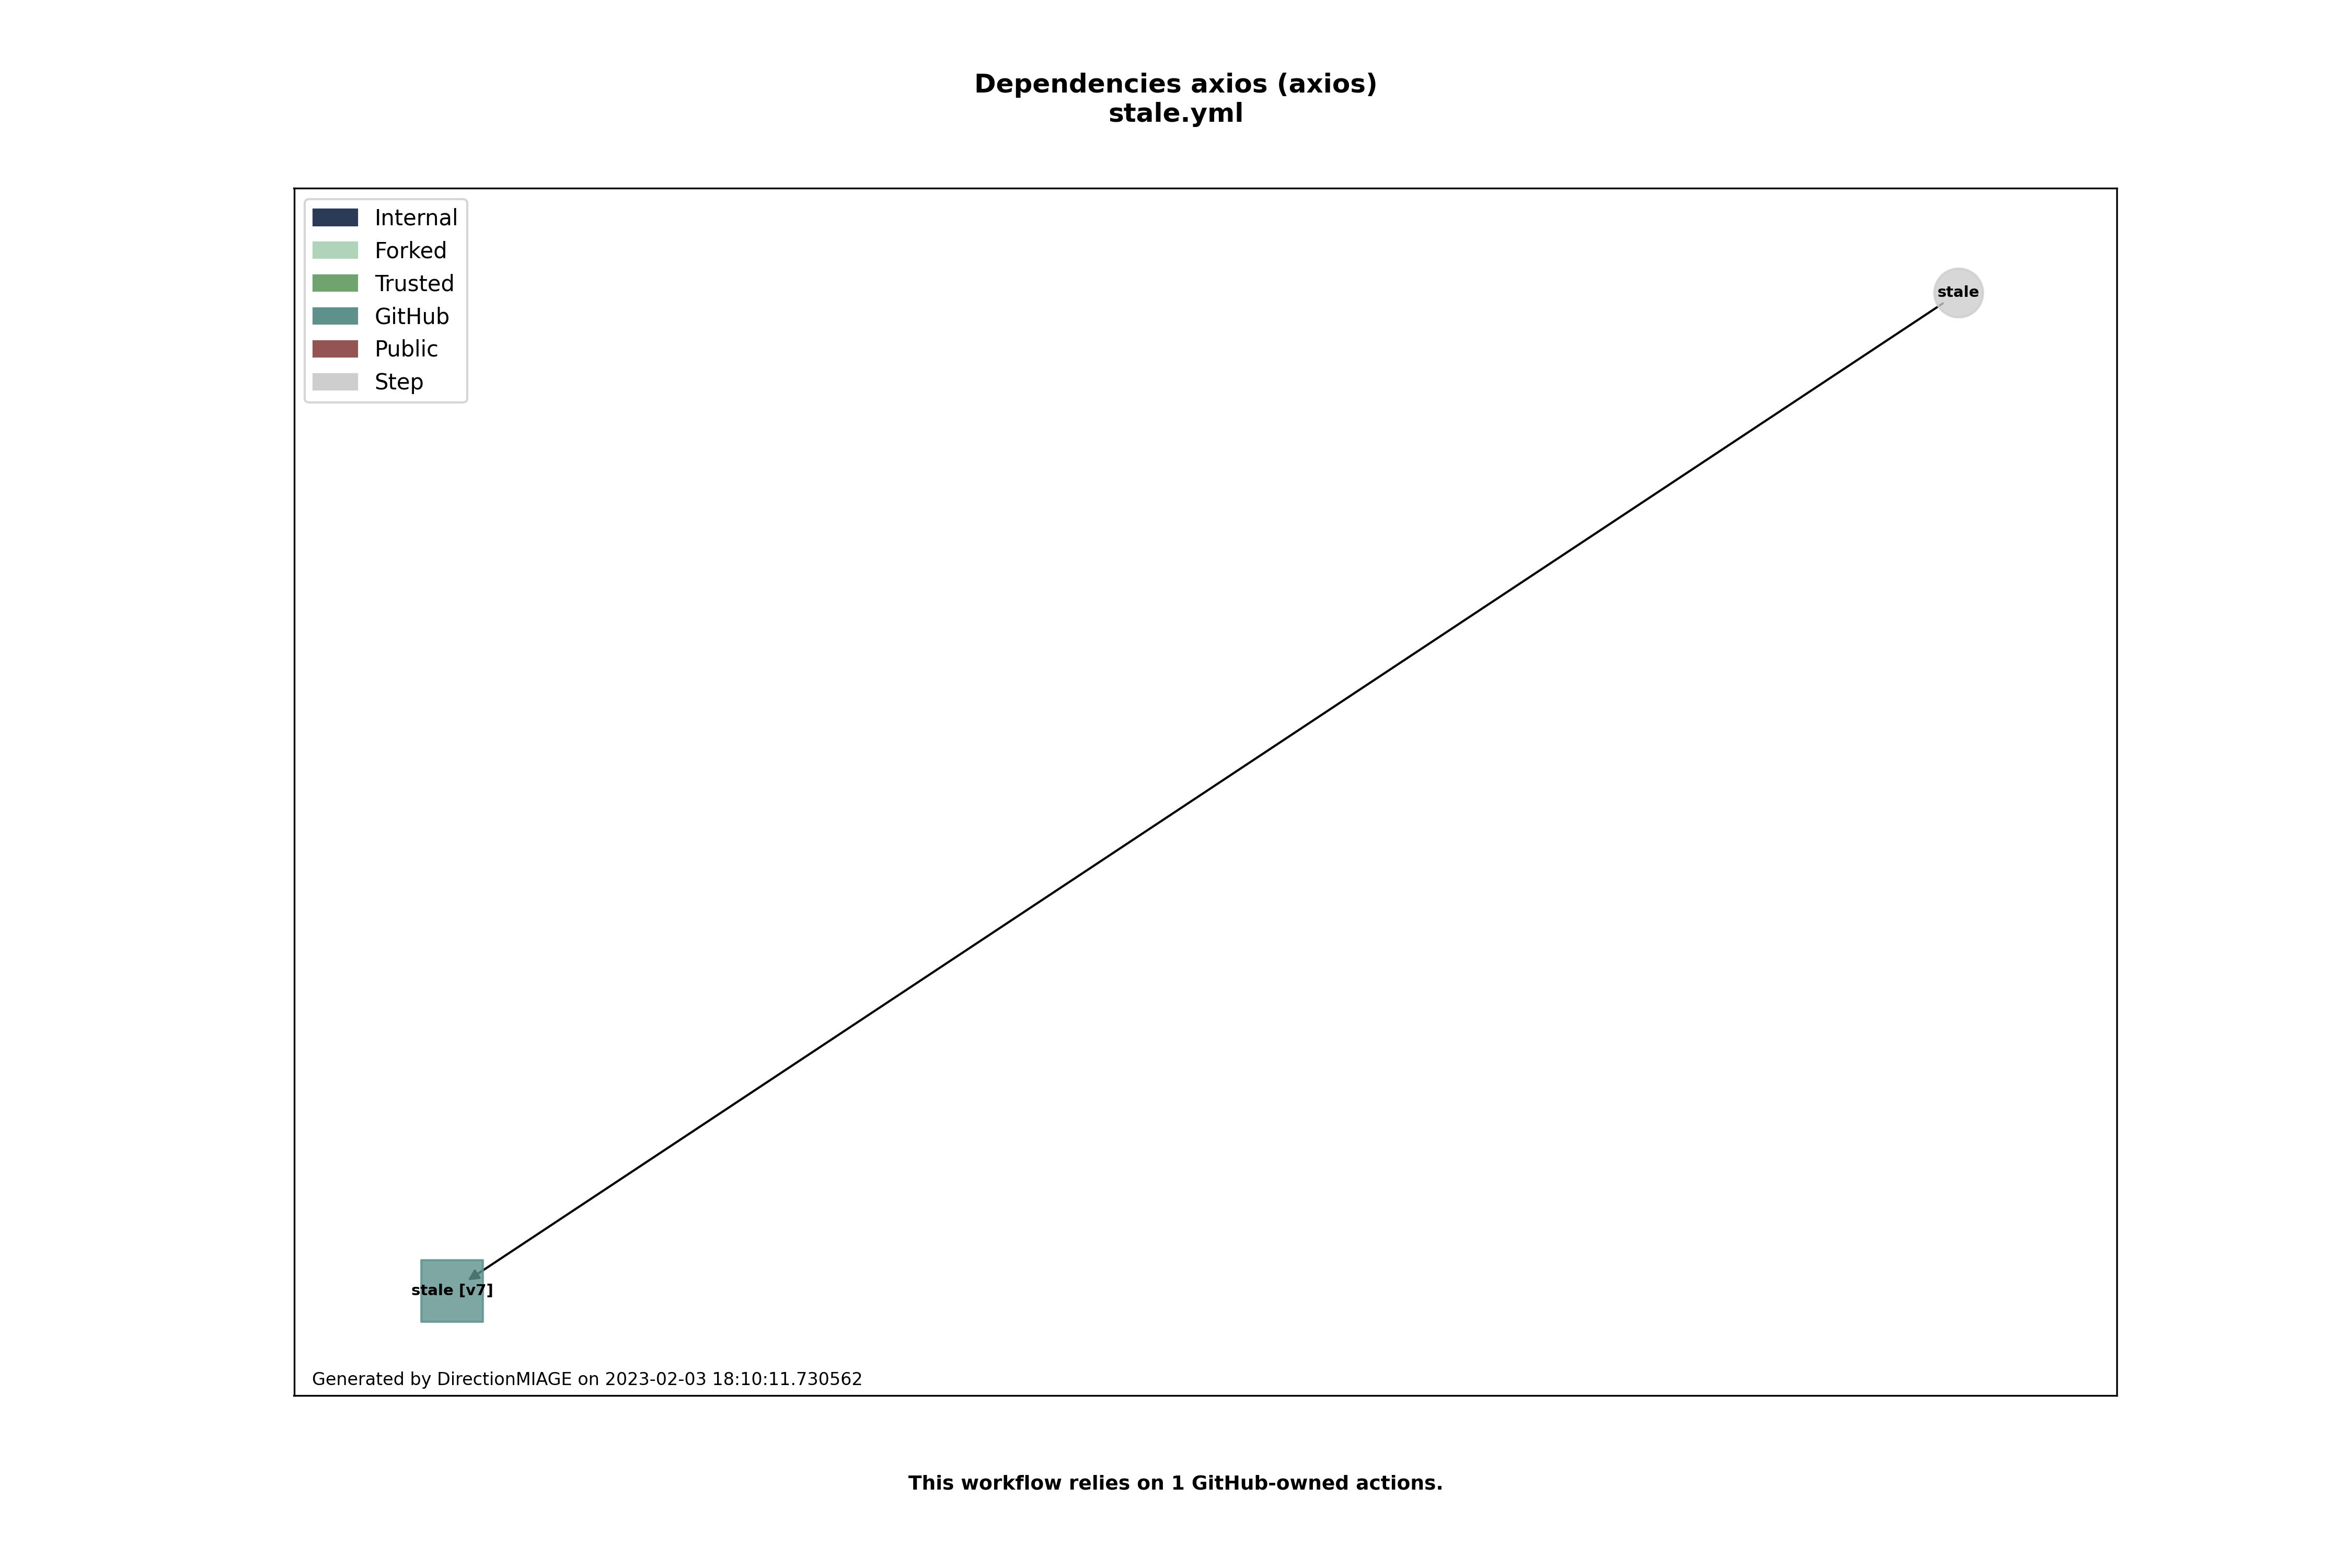 Dependencies axios (axios)
stale.yml
Internal
Forked
Trusted
GitHub
Public
Step
stale
stale [v7]
Generated by DirectionMIAGE on 2023-02-03 18:10:11.730562
This workflow relies on 1 GitHub-owned actions.